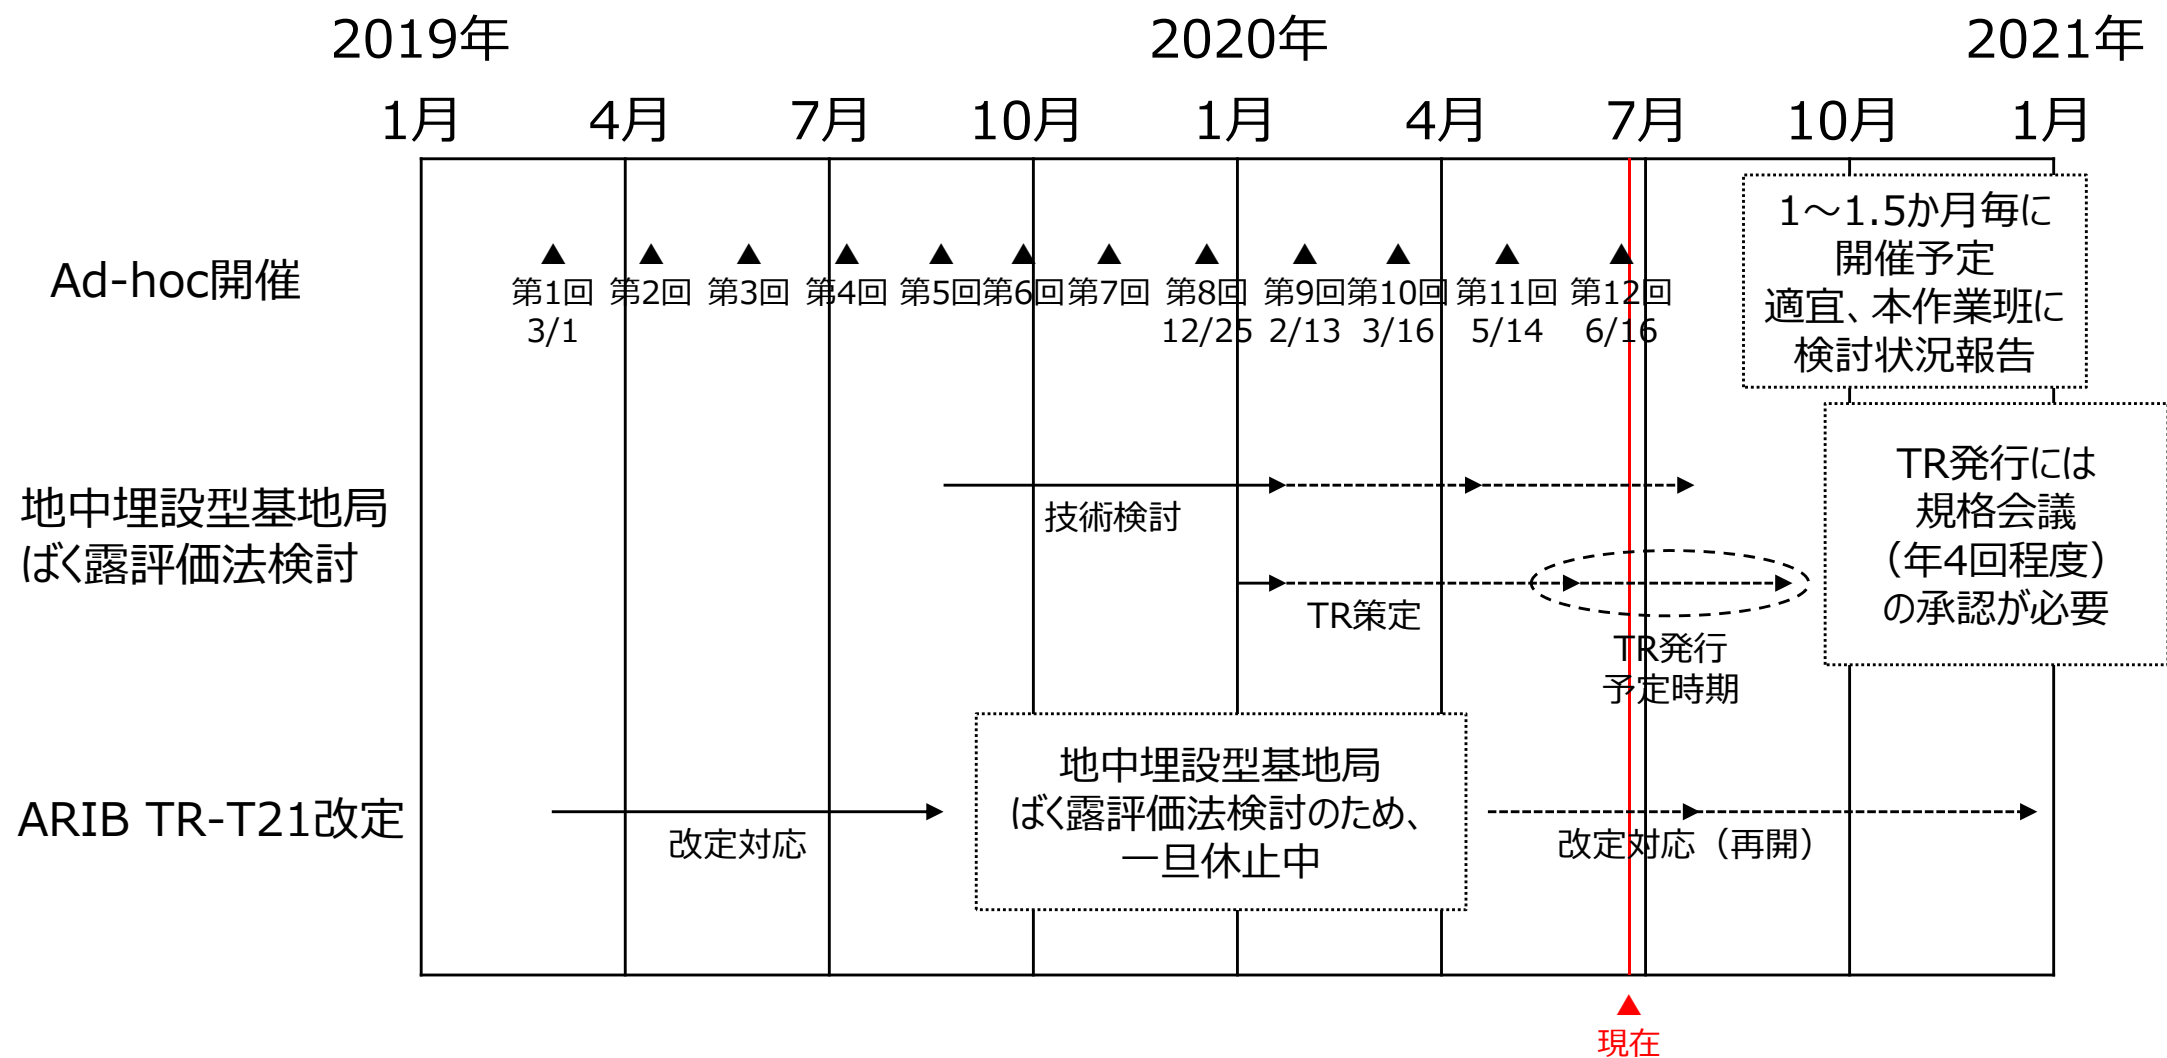 2019年
2020年
2021年
1月
4月
7月
10月
1月
4月
7月
10月
1月
Ad-hoc開催
第1回
3/1
第2回
第3回
第4回
第5回
第6回
第7回
第8回
12/25
第9回
2/13
第10回
3/16
第11回
5/14
第12回
6/16
1～1.5か月毎に
開催予定
適宜、本作業班に
検討状況報告
地中埋設型基地局
ばく露評価法検討
技術検討
TR策定
TR発行
予定時期
TR発行には
規格会議
（年4回程度）
の承認が必要
ARIB TR-T21改定
改定対応
地中埋設型基地局
ばく露評価法検討のため、
一旦休止中
改定対応（再開）
現在